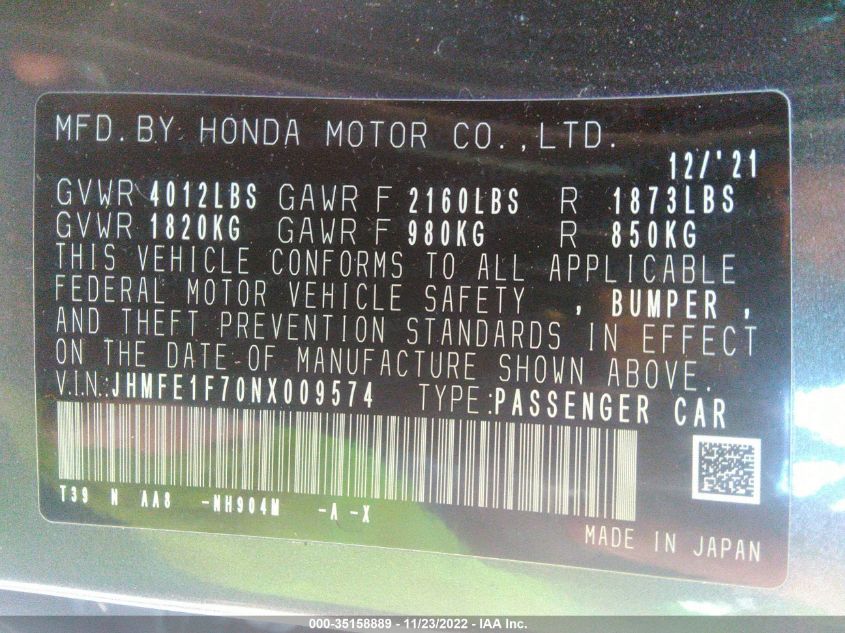 MFD. BY HONDA MOTOR CO., LTD.
12/'21
GVWR 4012LBS GAWR F 2160LBS R 1873LBS
GVWR 1820KG GAWR F 980KG R 850KG
THIS VEHICLE CONFORMS TO ALL APPLICABLE
FEDERAL MOTOR VEHICLE SAFETY , BUMPER ,
AND THEFT PREVENTION STANDARDS IN EFFECT
ON THE DATE OF MANUFACTURE SHOWN ABOVE.
V.I.N.: JHMFE1F70NX009574 TYPE: PASSENGER CAR
T39 N AA8 -NH904M -A -X
MADE IN JAPAN
000-35158889 - 11/23/2022 - IAA Inc.